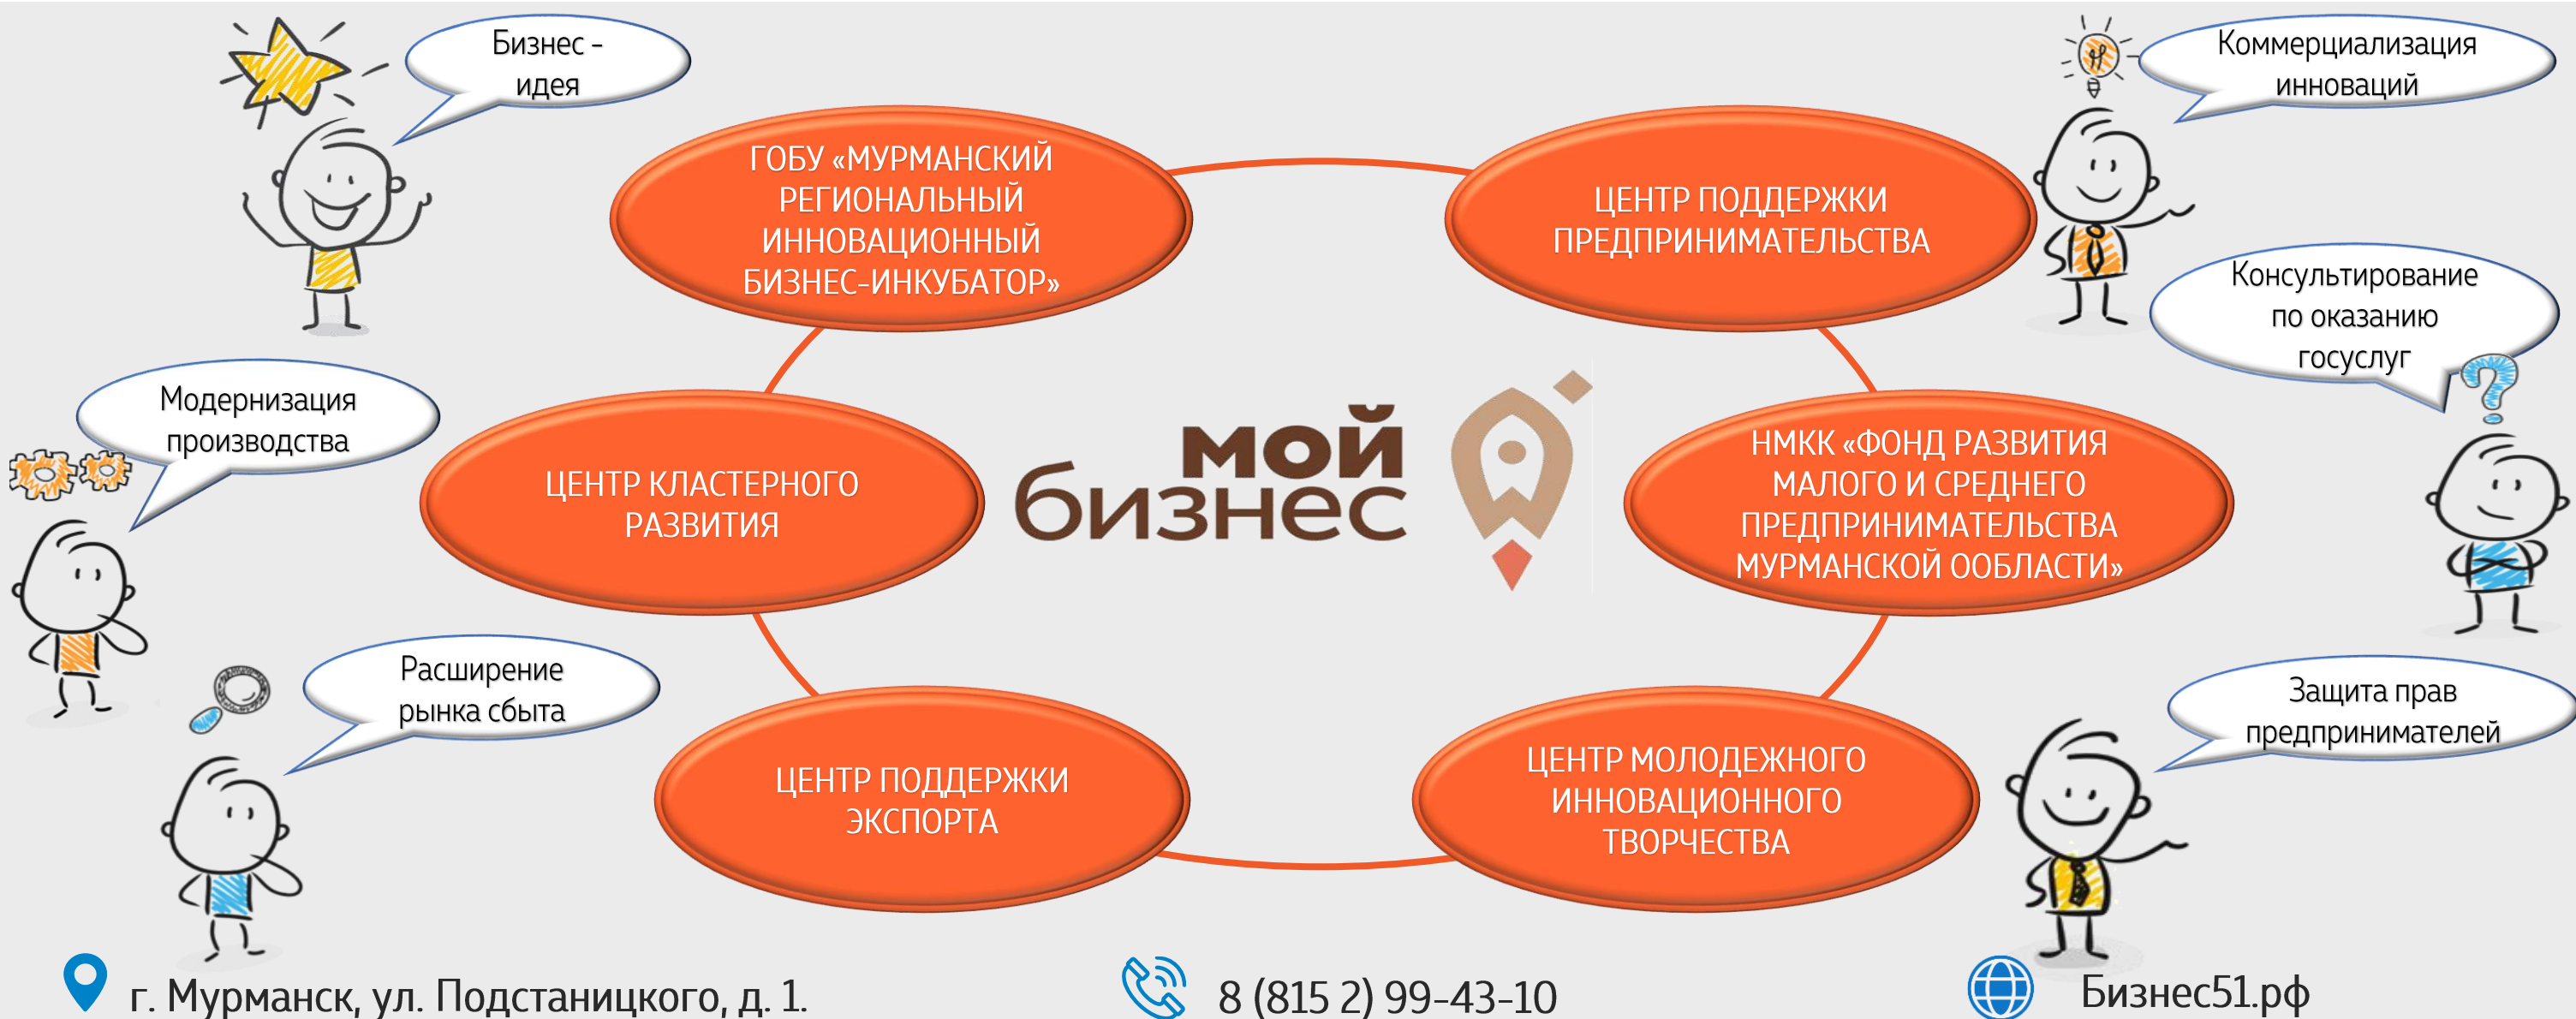 Бизнес -
идея
Коммерциализация
инноваций
ГОБУ «МУРМАНСКИЙ
РЕГИОНАЛЬНЫЙ
ИННОВАЦИОННЫЙ
БИЗНЕС-ИНКУБАТОР»
ЦЕНТР ПОДДЕРЖКИ
ПРЕДПРИНИМАТЕЛЬСТВА
Консультирование
по оказанию
госуслуг
Модернизация
производства
ЦЕНТР КЛАСТЕРНОГО
РАЗВИТИЯ
мой
бизнес
НМКК «ФОНД РАЗВИТИЯ
МАЛОГО И СРЕДНЕГО
ПРЕДПРИНИМАТЕЛЬСТВА
МУРМАНСКОЙ ООБЛАСТИ»
Расширение
рынка сбыта
Защита прав
предпринимателей
ЦЕНТР ПОДДЕРЖКИ
ЭКСПОРТА
ЦЕНТР МОЛОДЕЖНОГО
ИННОВАЦИОННОГО
ТВОРЧЕСТВА
г. Мурманск, ул. Подстаницкого, д. 1.
8 (815 2) 99-43-10
Бизнес51.рф